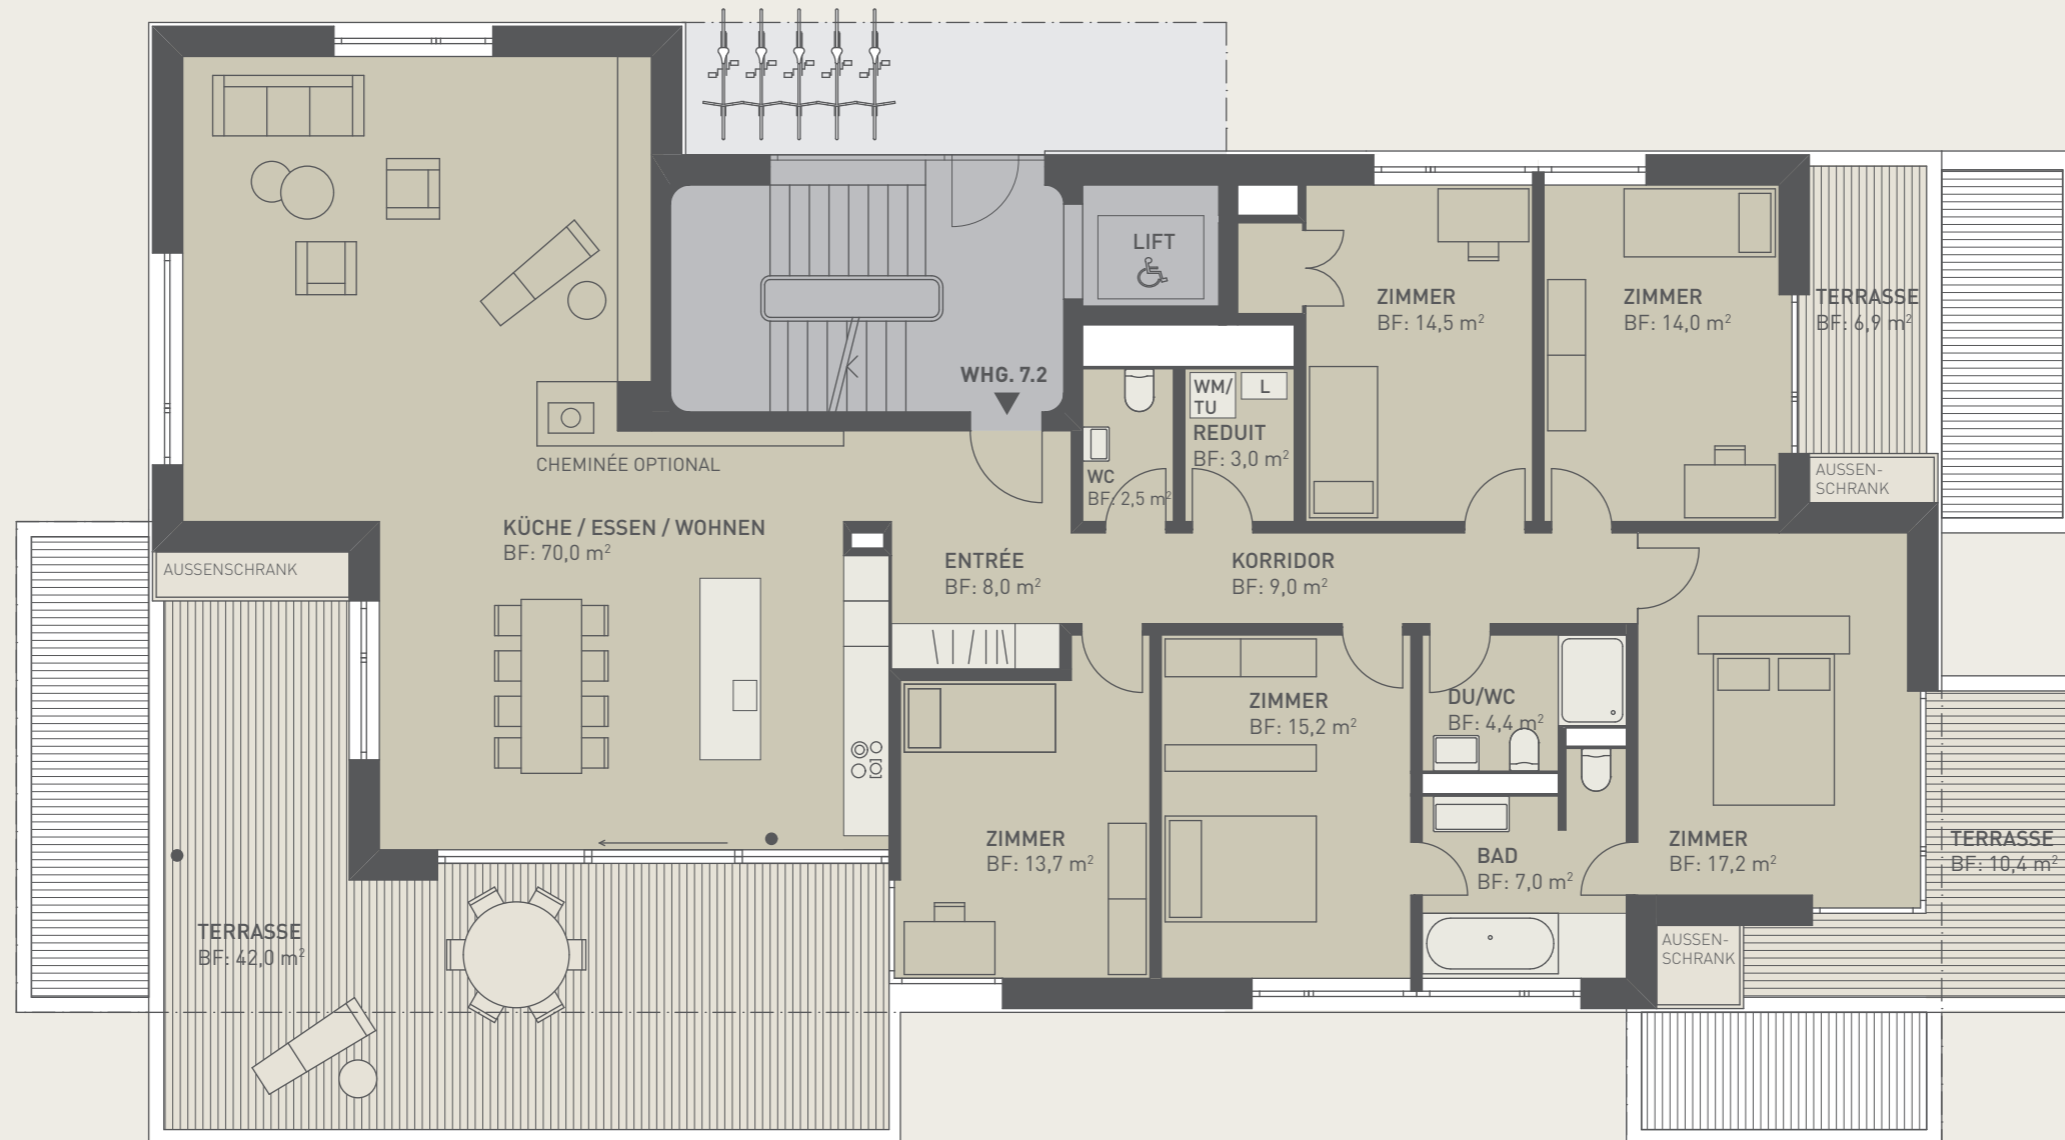 LIFT
ZIMMER
BF: 14,5 m²
ZIMMER
BF: 14,0 m²
TERRASSE
BF: 6,9 m²
WHG. 7.2
WM/
TU
L
REDUIT
BF: 3,0 m²
WC
BF: 2,5 m²
AUSSEN-
SCHRANK
CHEMINÉE OPTIONAL
KÜCHE / ESSEN / WOHNEN
BF: 70,0 m²
AUSSENSCHRANK
ENTRÉE
BF: 8,0 m²
KORRIDOR
BF: 9,0 m²
ZIMMER
BF: 15,2 m²
DU/WC
BF: 4,4 m²
ZIMMER
BF: 13,7 m²
BAD
BF: 7,0 m²
ZIMMER
BF: 17,2 m²
TERRASSE
BF: 10,4 m²
TERRASSE
BF: 42,0 m²
AUSSEN-
SCHRANK